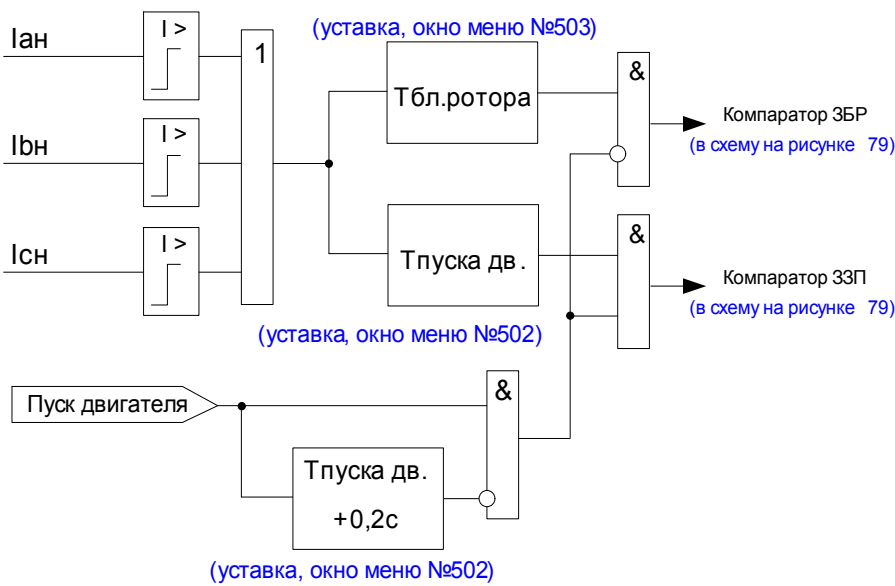 (уставка, окно меню №503)
Iан
I >
1
Тбл.ротора
&
Компаратор ЗБР
(в схему на рисунке 79)
Ibн
I >
Iсн
I >
Тпуска дв.
&
Компаратор ЗЗП
(в схему на рисунке 79)
(уставка, окно меню №502)
Пуск двигателя
&
Тпуска дв.
+0,2с
(уставка, окно меню №502)